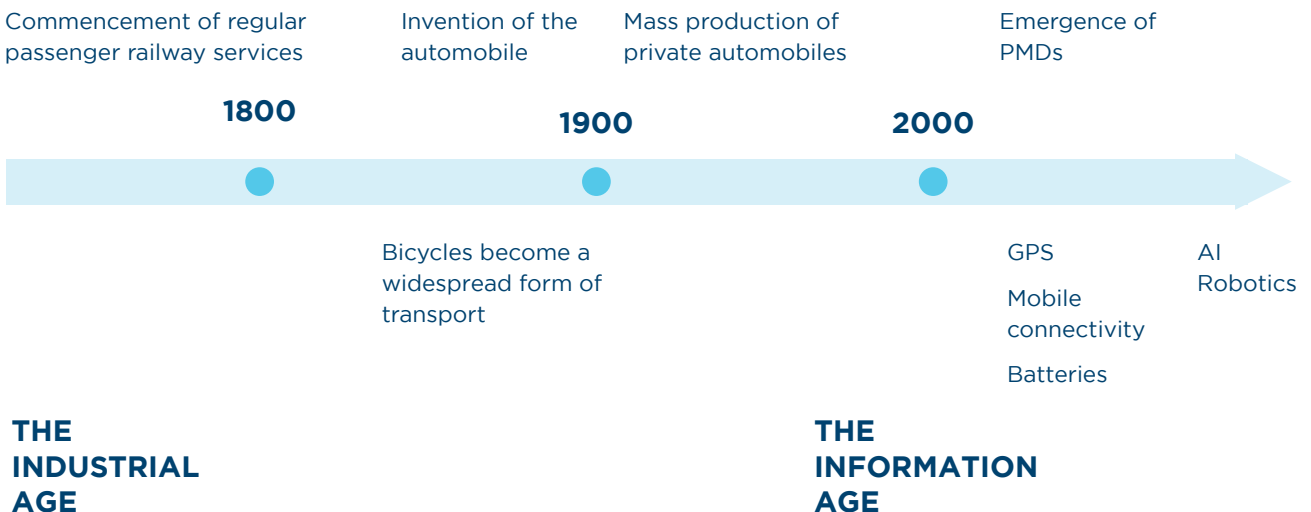 Commencement of regular
passenger railway services
Invention of the
automobile
Mass production of
private automobiles
Emergence of
PMDs
1800
1900
2000
Bicycles become a
widespread form of
transport
GPS
Mobile
connectivity
Batteries
AI
Robotics
THE
INDUSTRIAL
AGE
THE
INFORMATION
AGE